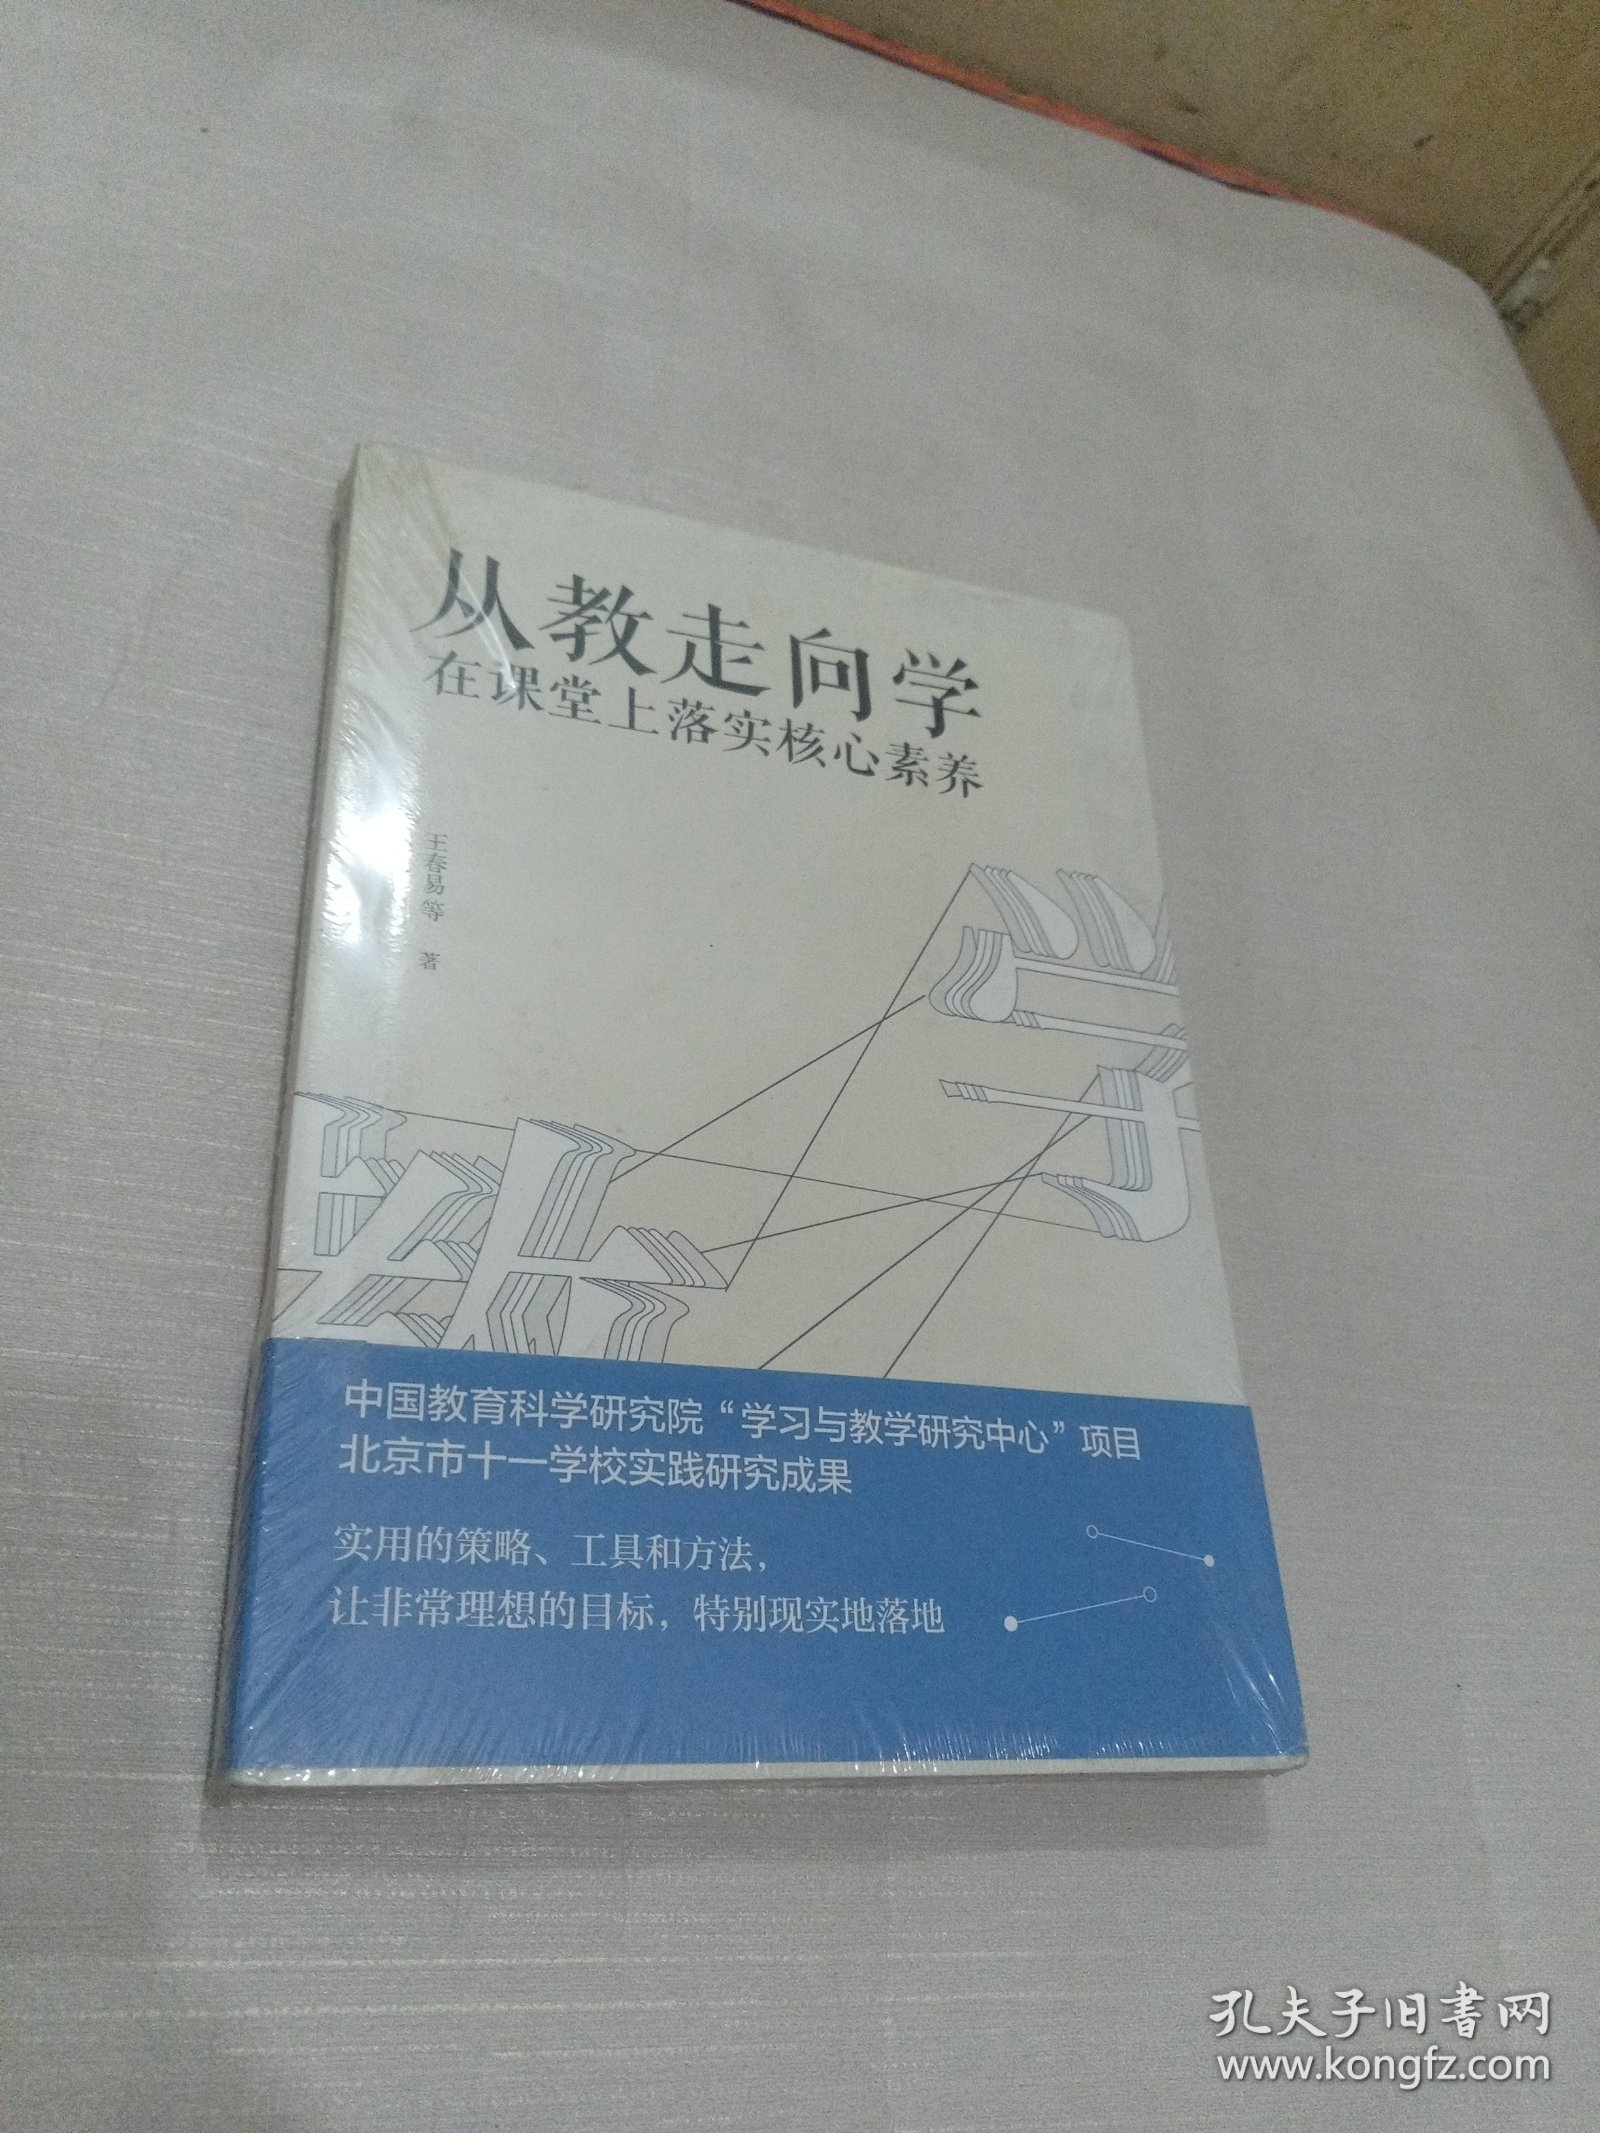 从教走向学
在课堂上落实核心素养
王春易 等 著
中国教育科学研究院“学习与教学研究中心”项目
北京市十一学校实践研究成果
实用的策略、工具和方法，
让非常理想的目标，特别现实地落地
孔夫子旧书网
www.kongfz.com